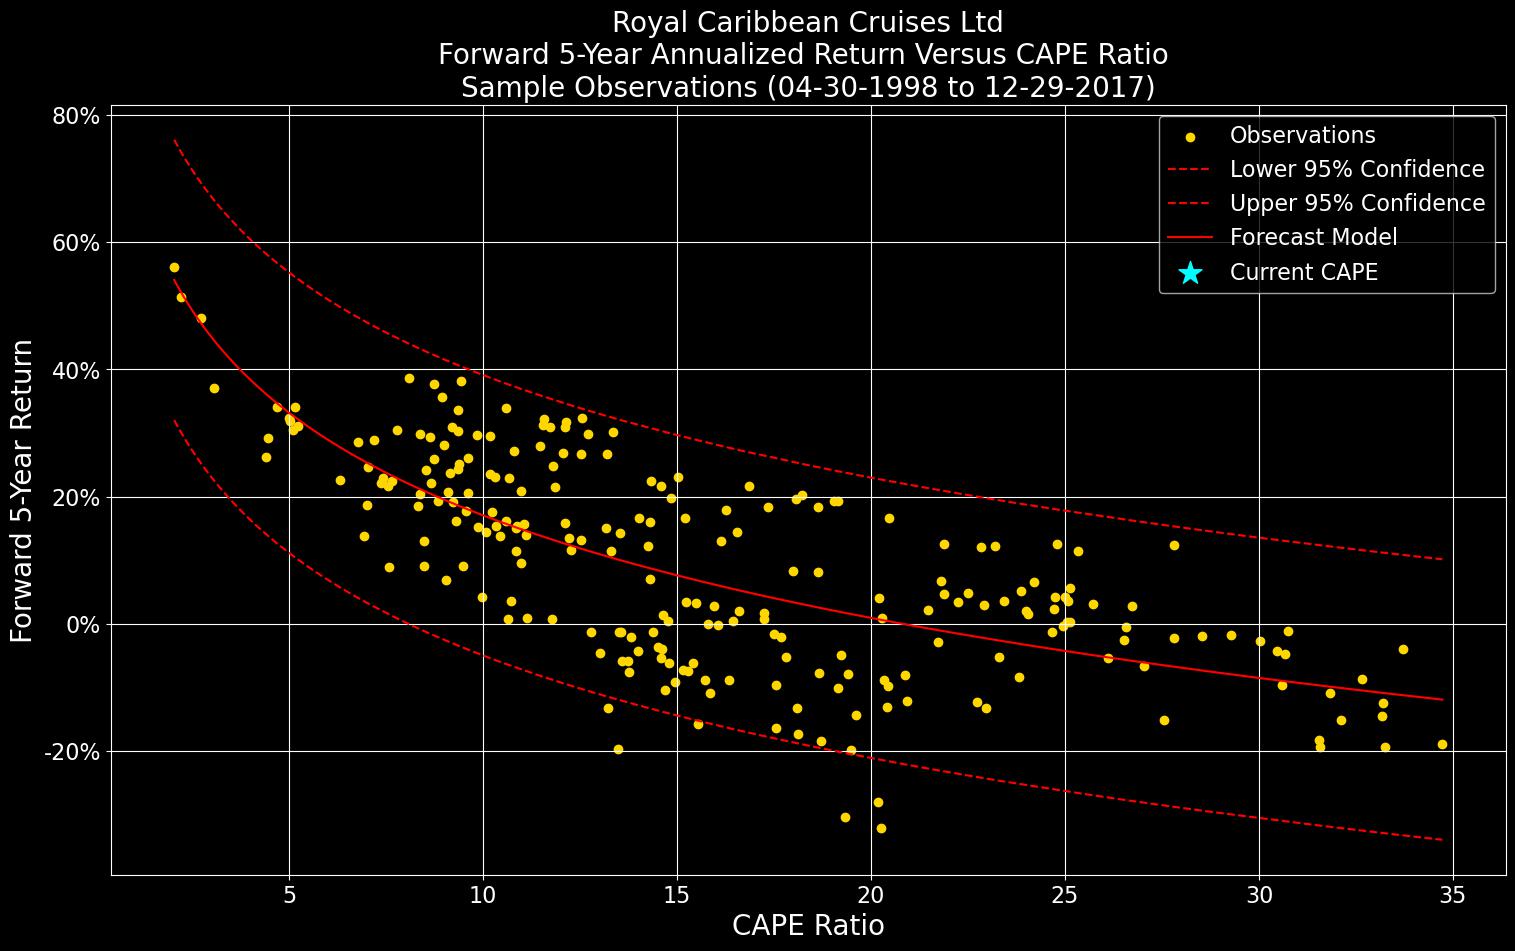 Royal Caribbean Cruises Ltd
Forward 5-Year Annualized Return Versus CAPE Ratio
Sample Observations (04-30-1998 to 12-29-2017)
Observations
Lower 95% Confidence
Upper 95% Confidence
Forecast Model
Current CAPE
Forward 5-Year Return
80%
60%
40%
20%
0%
-20%
5 10 15 20 25 30 35
CAPE Ratio